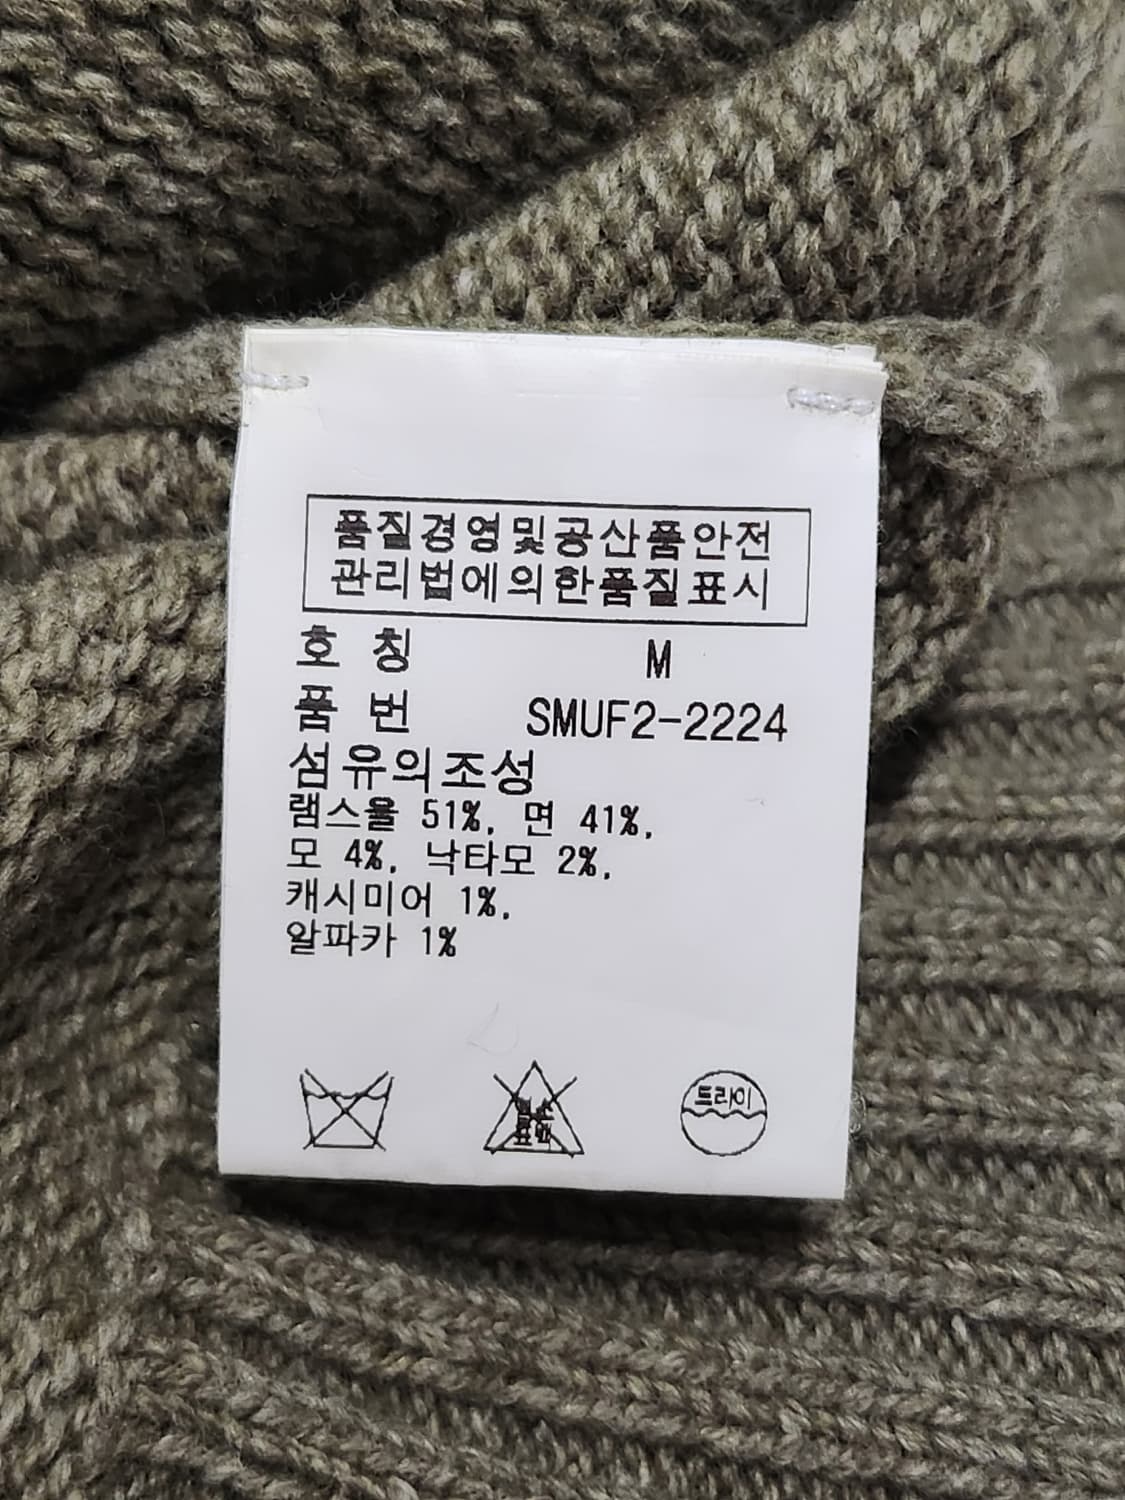 품질경영및공산품안전
관리법에의한품질표시
호 칭 M
품 번 SMUF2-2224
섬유의조성
램스울 51%, 면 41%,
모 4%, 낙타모 2%,
캐시미어 1%,
알파카 1%
드라이